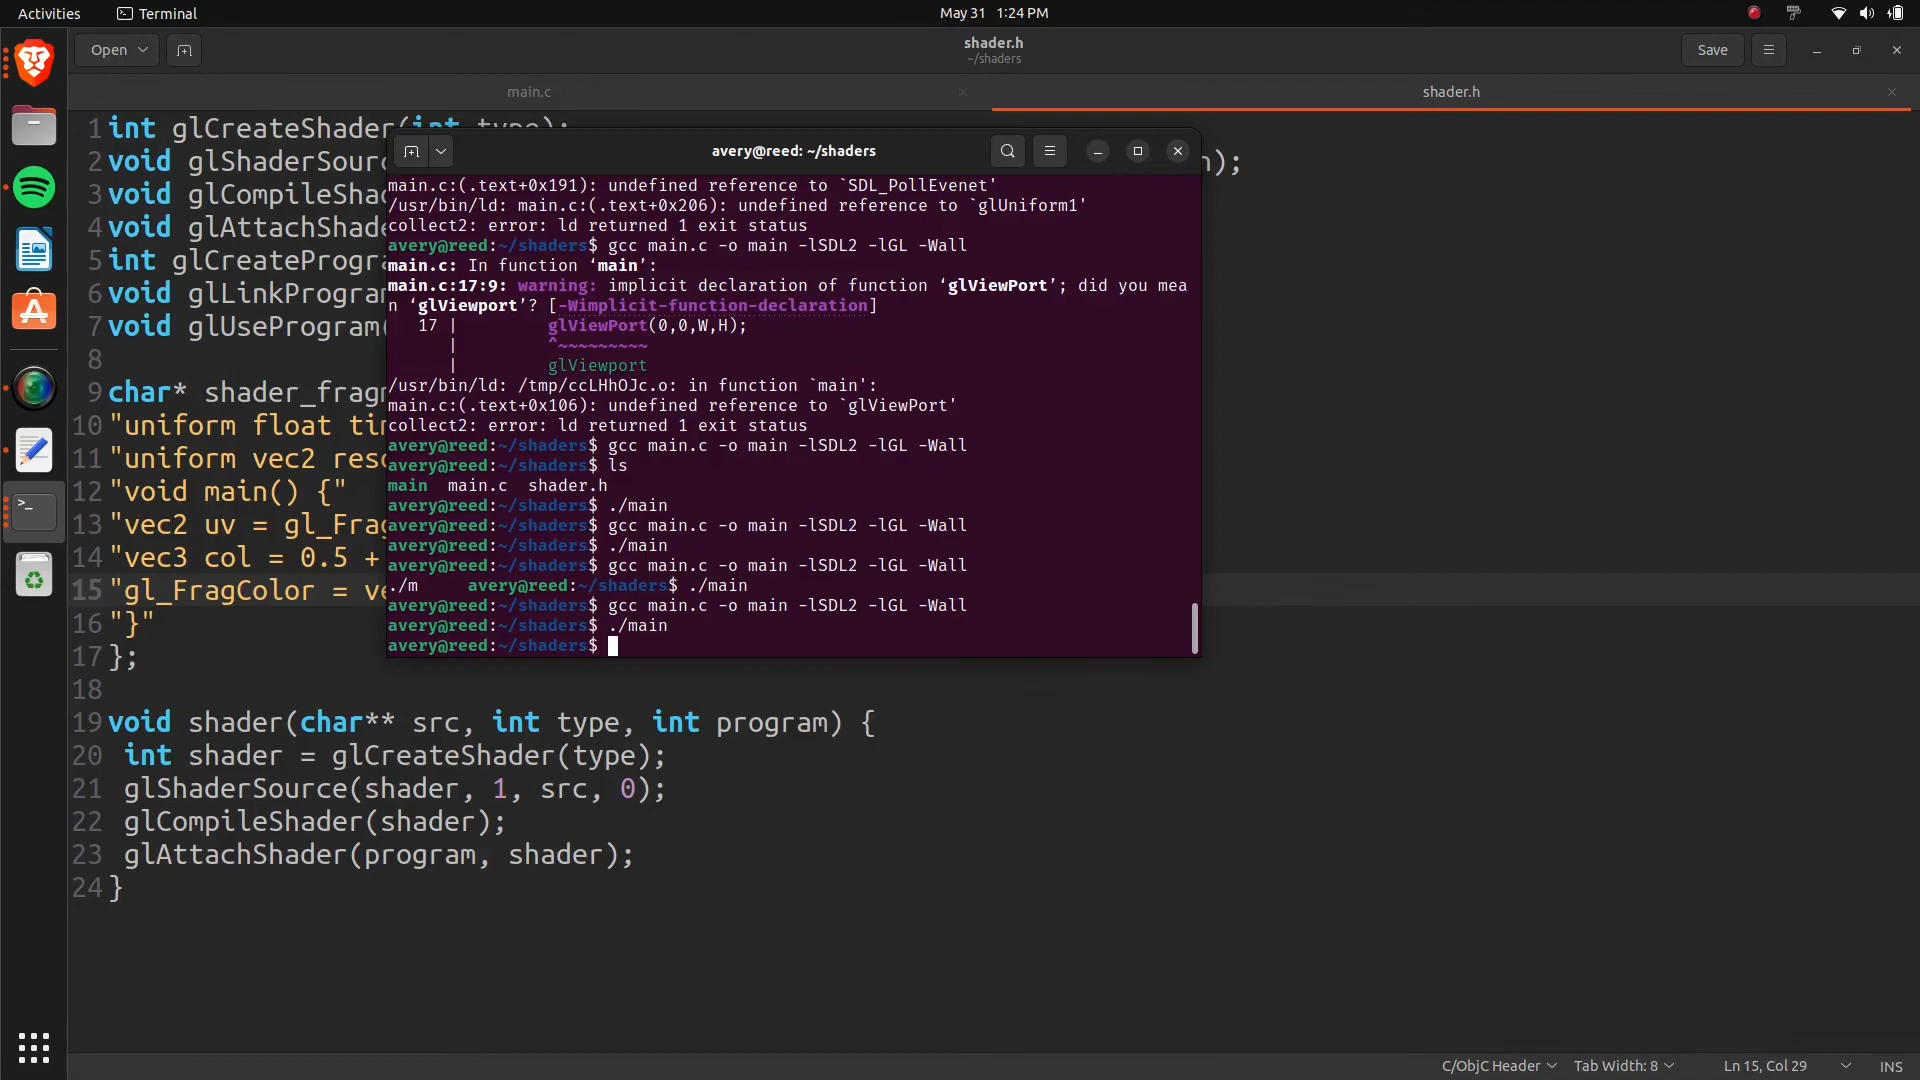 Activities
Terminal
May 31 1:24 PM
Open
shader.h
~/shaders
Save
main.c
shader.h
1 int glCreateShader(int type);
2 void glShaderSourc n);
3 void glCompileShad
4 void glAttachShade
5 int glCreateProgra
6 void glLinkProgram
7 void glUseProgram(
8
9 char* shader_fragm
10 "uniform float tim
11 "uniform vec2 reso
12 "void main() {"
13 "vec2 uv = gl_Frag
14 "vec3 col = 0.5 +
15 "gl_FragColor = ve
16 "}"
17 };
18
19 void shader(char** src, int type, int program) {
20 int shader = glCreateShader(type);
21 glShaderSource(shader, 1, src, 0);
22 glCompileShader(shader);
23 glAttachShader(program, shader);
24 }
avery@reed: ~/shaders
main.c:(.text+0x191): undefined reference to `SDL_PollEvenet'
/usr/bin/ld: main.c:(.text+0x206): undefined reference to `glUniform1'
collect2: error: ld returned 1 exit status
avery@reed:~/shaders$ gcc main.c -o main -lSDL2 -lGL -Wall
main.c: In function ‘main’:
main.c:17:9: warning: implicit declaration of function ‘glViewPort’; did you mea
n ‘glViewport’? [-Wimplicit-function-declaration]
17 | glViewPort(0,0,W,H);
| ^~~~~~~~~~
| glViewport
/usr/bin/ld: /tmp/ccLHhOJc.o: in function `main':
main.c:(.text+0x106): undefined reference to `glViewPort'
collect2: error: ld returned 1 exit status
avery@reed:~/shaders$ gcc main.c -o main -lSDL2 -lGL -Wall
avery@reed:~/shaders$ ls
main main.c shader.h
avery@reed:~/shaders$ ./main
avery@reed:~/shaders$ gcc main.c -o main -lSDL2 -lGL -Wall
avery@reed:~/shaders$ ./main
avery@reed:~/shaders$ gcc main.c -o main -lSDL2 -lGL -Wall
./m avery@reed:~/shaders$ ./main
avery@reed:~/shaders$ gcc main.c -o main -lSDL2 -lGL -Wall
avery@reed:~/shaders$ ./main
avery@reed:~/shaders$
C/ObjC Header
Tab Width: 8
Ln 15, Col 29
INS